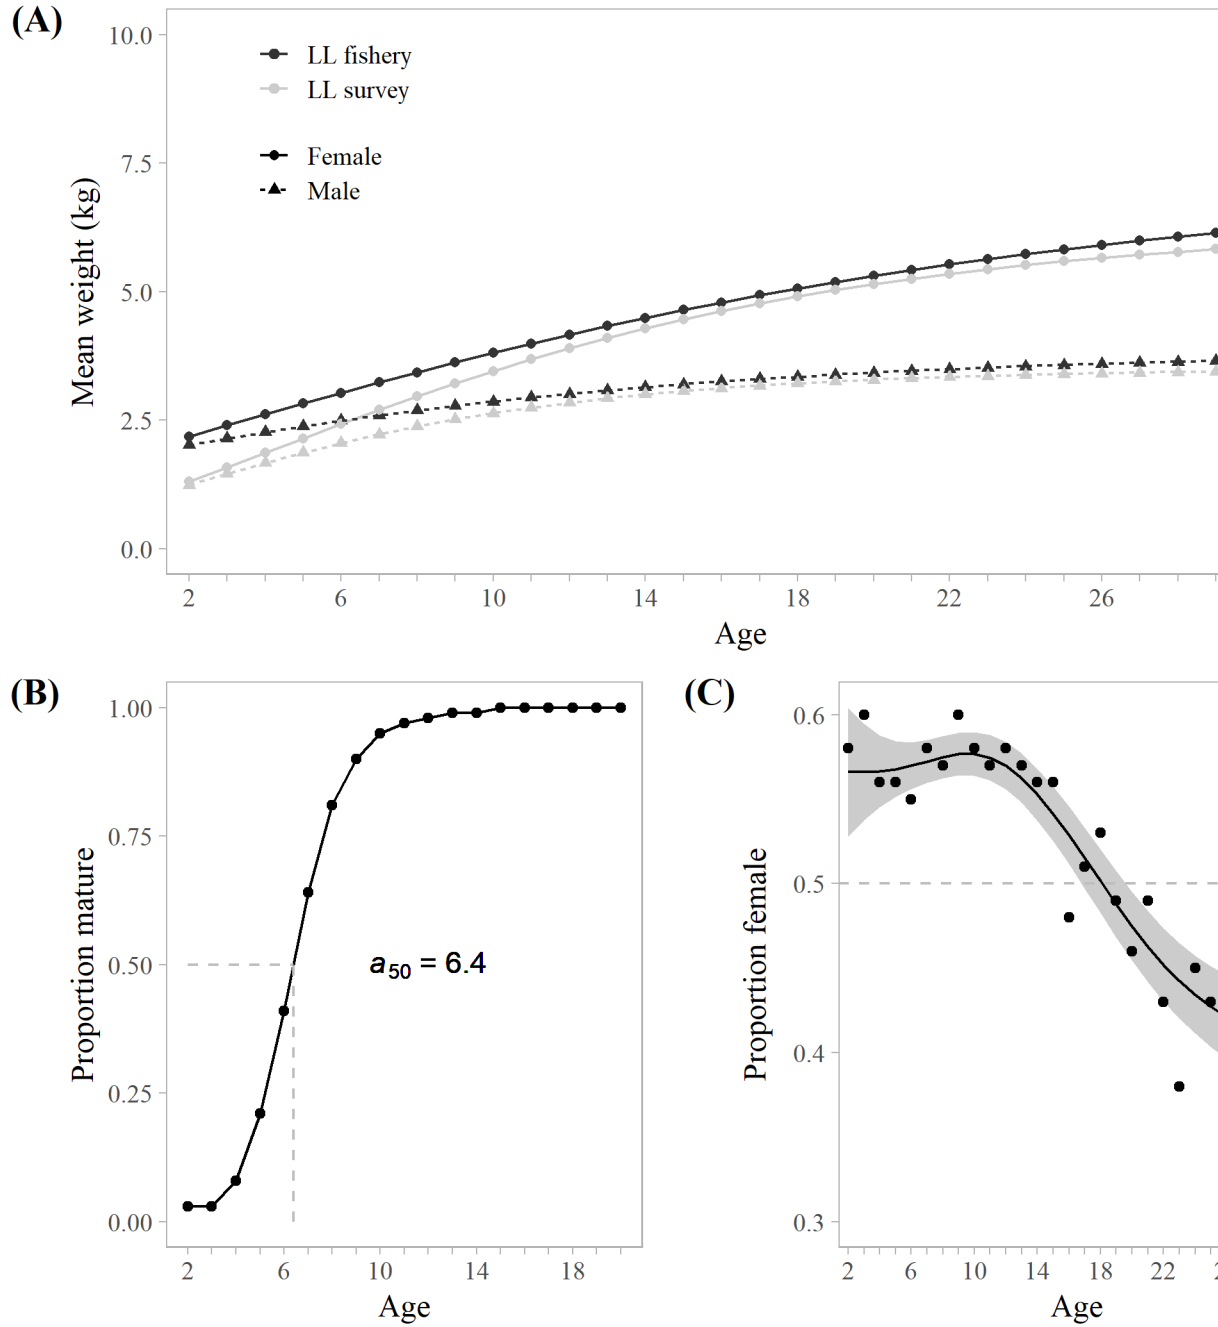 (A)
10.0
7.5
5.0
2.5
0.0
Mean weight (kg)
LL fishery
LL survey
Female
Male
2 6 10 14 18 22 26
Age
(B)
1.00
0.75
0.50
0.25
0.00
Proportion mature
a50 = 6.4
2 6 10 14 18
Age
(C)
0.6
0.5
0.4
0.3
Proportion female
2 6 10 14 18 22
Age